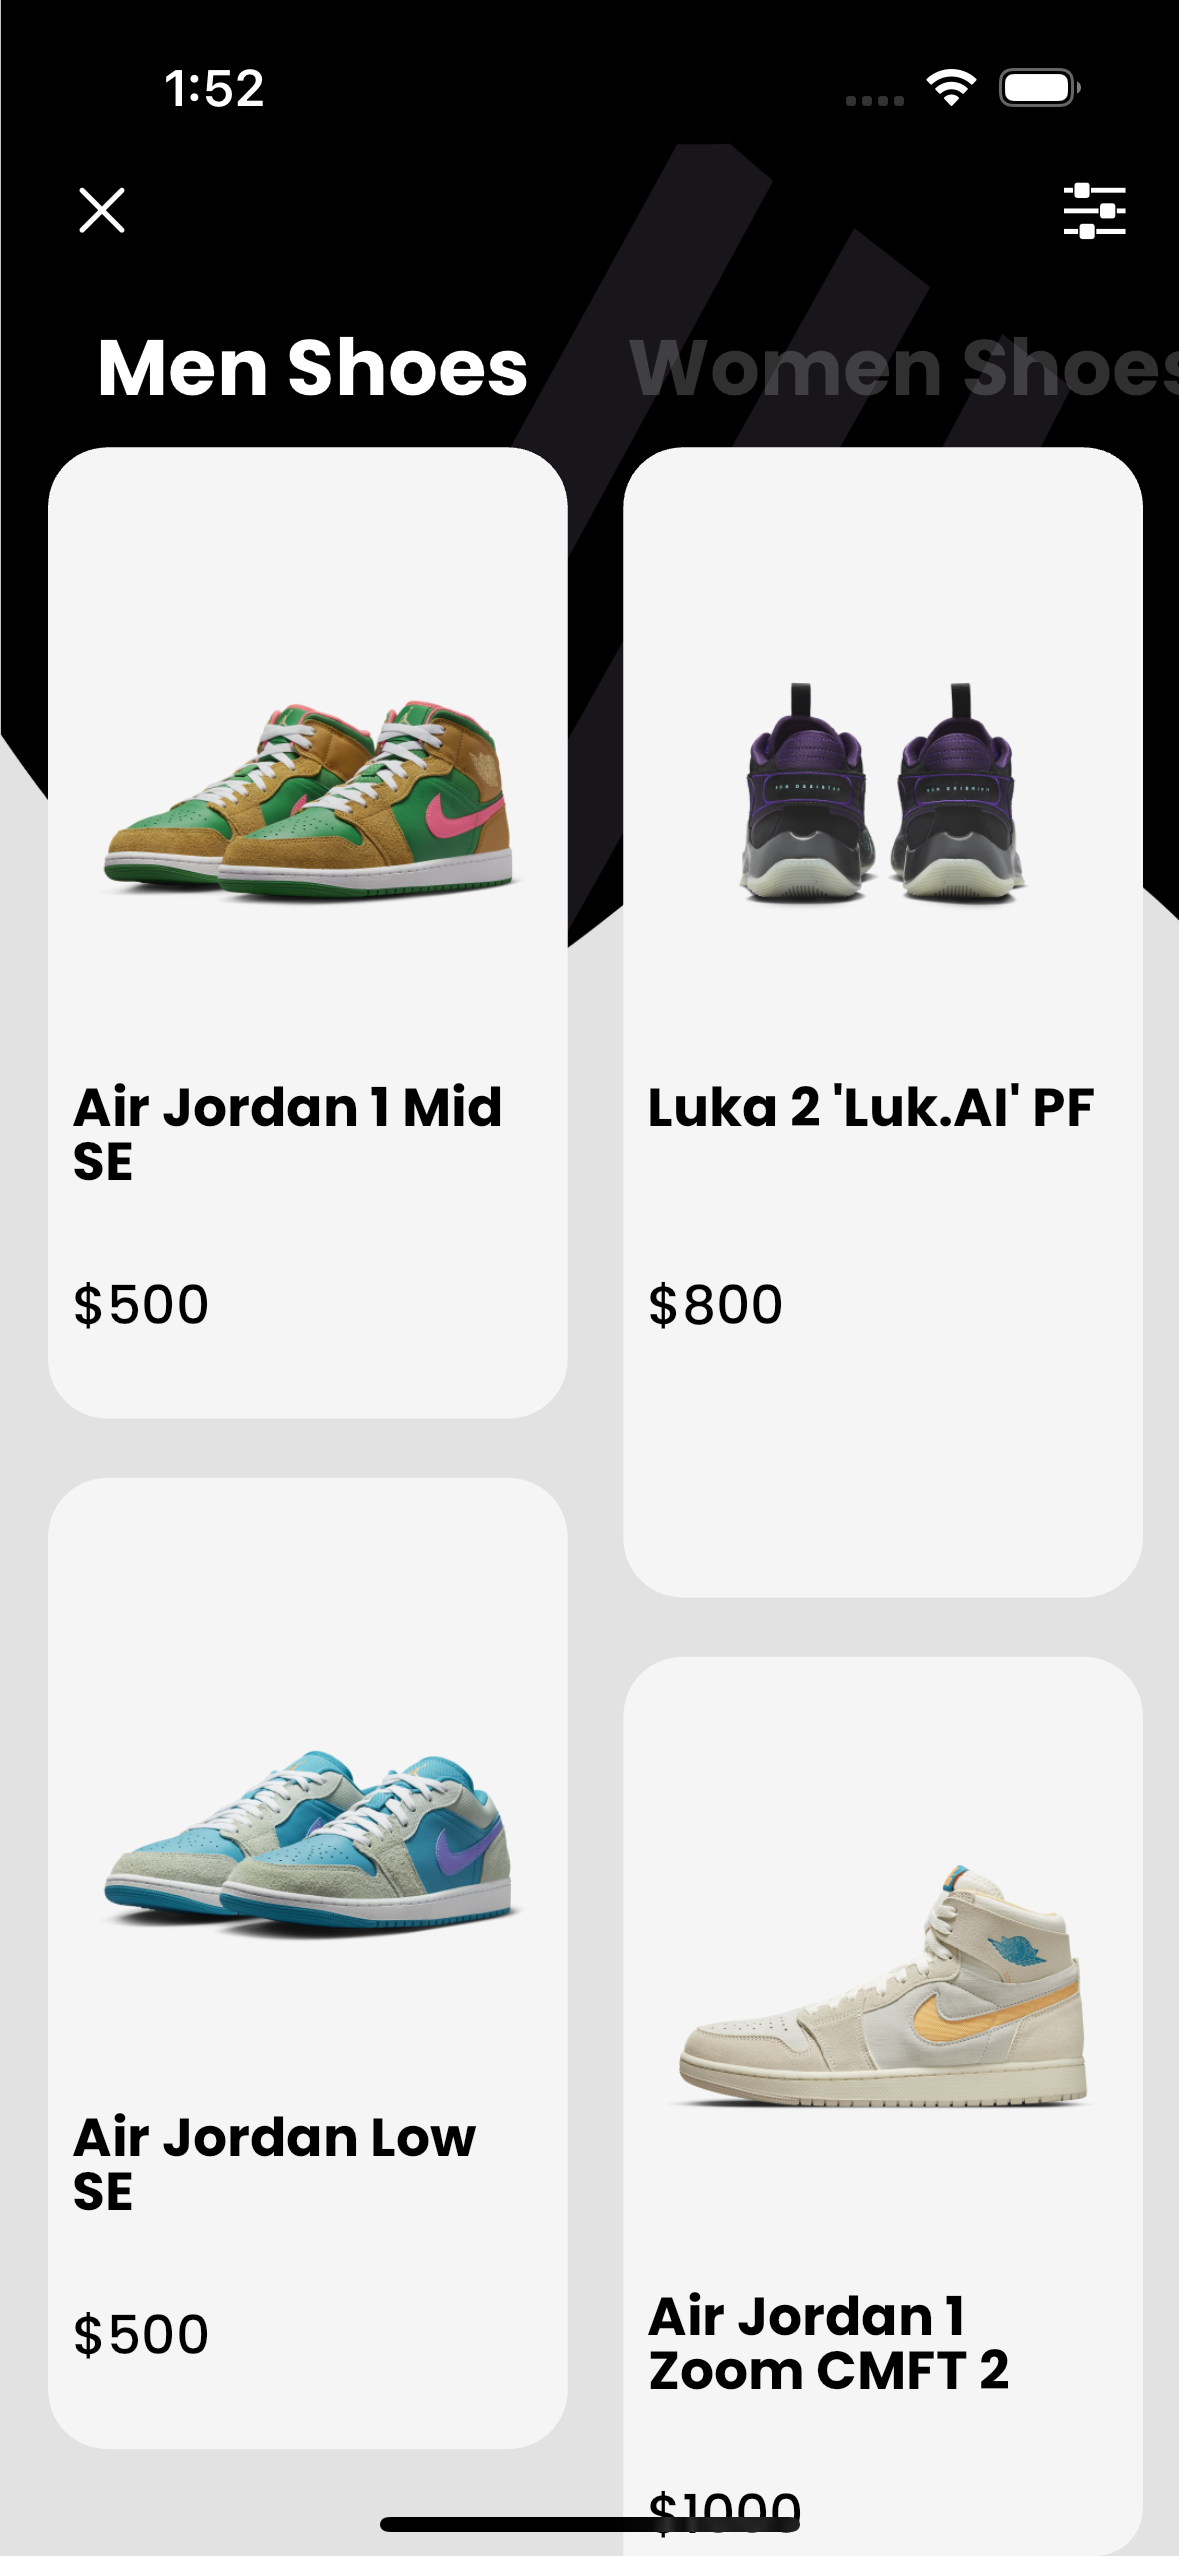 1:52
Men Shoes
Women Shoes
Air Jordan 1 Mid
SE
$500
Luka 2 'Luk.AI' PF
$800
Air Jordan Low
SE
$500
Air Jordan 1
Zoom CMFT 2
$1000